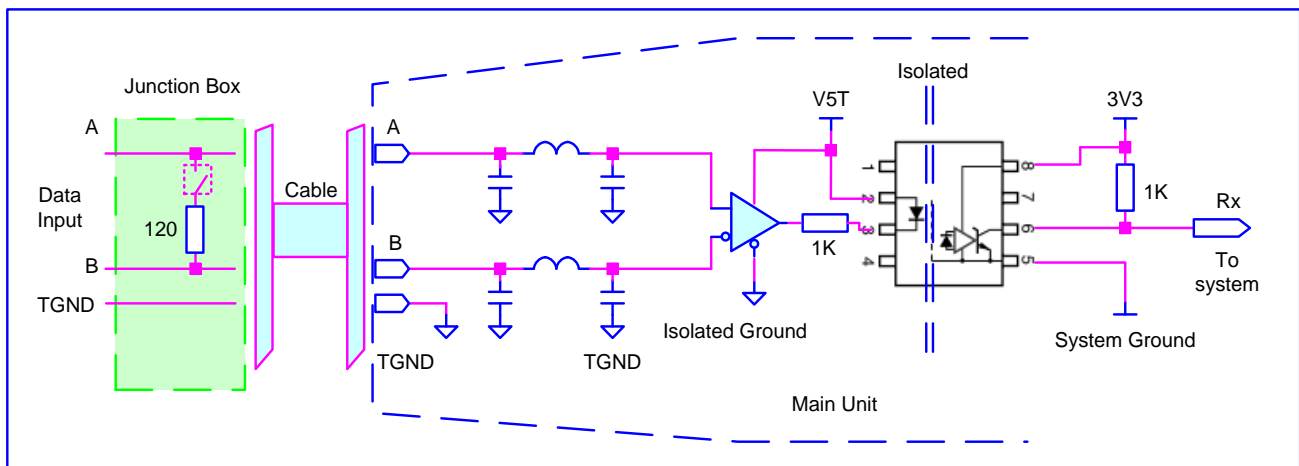 Isolated
Junction Box
V5T
3V3
A
A
1
8
Cable
Data
Input
120
2
7
1K
Rx
3
6
B
B
1K
4
5
To
system
TGND
Isolated Ground
System Ground
TGND
TGND
Main Unit